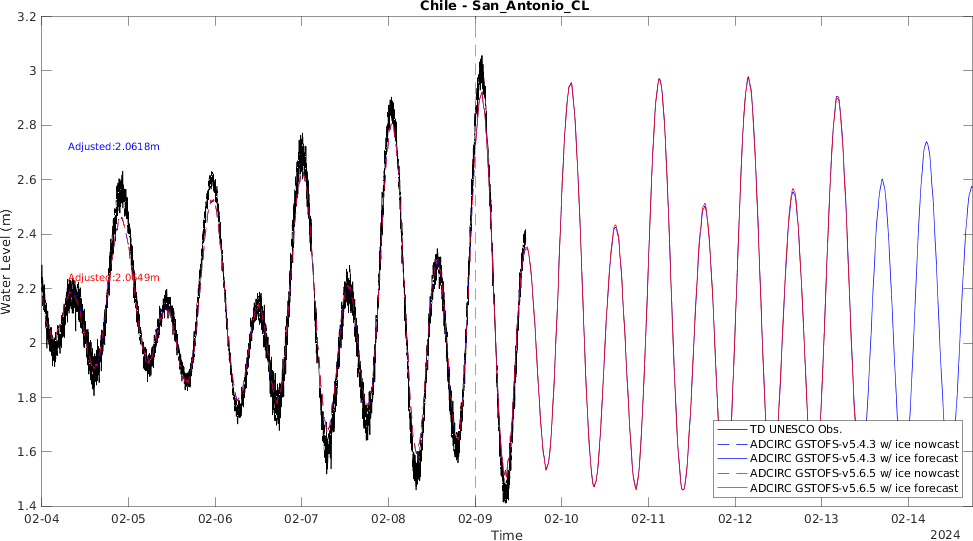 Chile - San_Antonio_CL
3.2
3
2.8
2.6
2.4
2.2
2
1.8
1.6
1.4
Water Level (m)
Adjusted:2.0618m
Adjusted:2.0649m
TD UNESCO Obs.
ADCIRC GSTOFS-v5.4.3 w/ ice nowcast
ADCIRC GSTOFS-v5.4.3 w/ ice forecast
ADCIRC GSTOFS-v5.6.5 w/ ice nowcast
ADCIRC GSTOFS-v5.6.5 w/ ice forecast
02-04 02-05 02-06 02-07 02-08 02-09 02-10 02-11 02-12 02-13 02-14
Time
2024